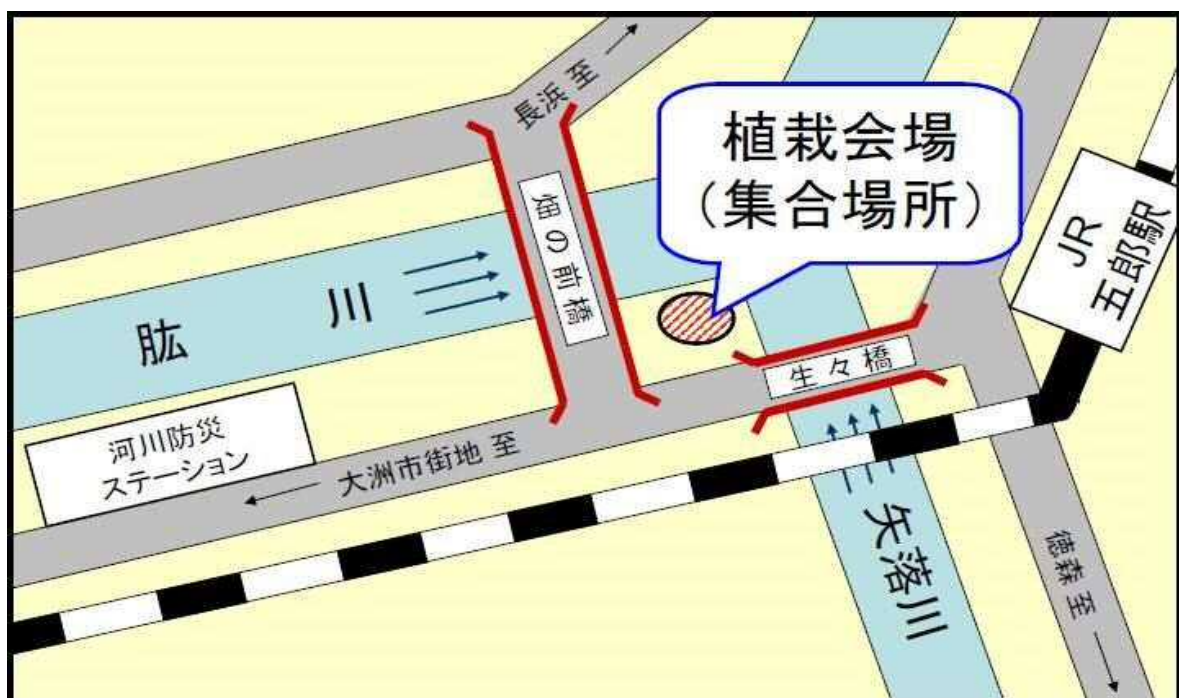 長浜 至
植栽会場
（集合場所）
畑の前橋
JR
五郎駅
肱川
生々橋
河川防災
ステーション
大洲市街地 至
矢落川
徳森 至